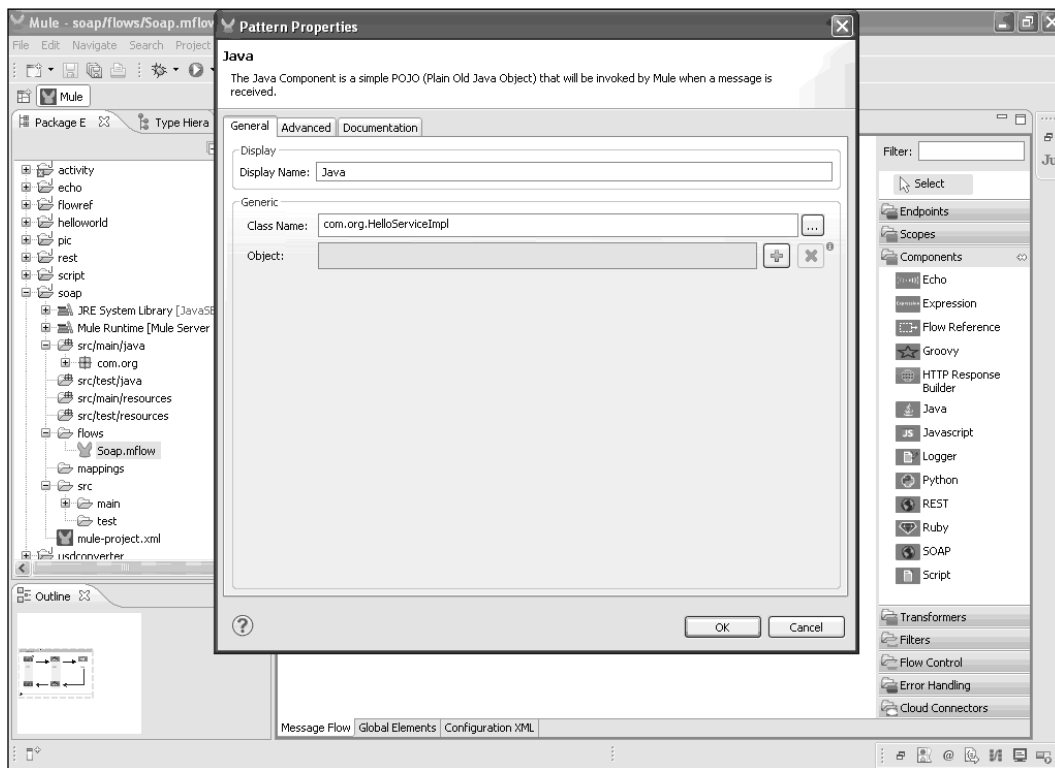 Mule - soap/flows/Soap.mflow
Pattern Properties
File Edit Navigate Search Project
Mule
Java
The Java Component is a simple POJO (Plain Old Java Object) that will be invoked by Mule when a message is
received.
Package E
Type Hiera
General
Advanced
Documentation
Display
Display Name:
Java
Generic
Class Name:
com.org.HelloServiceImpl
...
Object:
activity
echo
flowref
helloworld
pic
rest
script
soap
JRE System Library [JavaSE
Mule Runtime [Mule Server
src/main/java
com.org
src/test/java
src/main/resources
src/test/resources
flows
Soap.mflow
mappings
src
main
test
mule-project.xml
usdconverter
Outline
OK
Cancel
Message Flow
Global Elements
Configuration XML
Filter:
Select
Endpoints
Scopes
Components
Echo
Expression
Flow Reference
Groovy
HTTP Response
Builder
Java
JS Javascript
Logger
Python
REST
Ruby
SOAP
Script
Transformers
Filters
Flow Control
Error Handling
Cloud Connectors
Ju